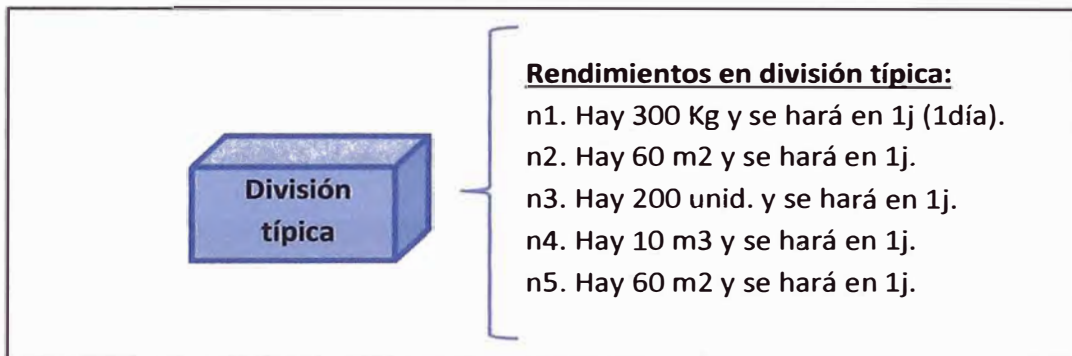 División
típica
Rendimientos en división típica:
n1. Hay 300 Kg y se hará en 1j (1día).
n2. Hay 60 m2 y se hará en 1j.
n3. Hay 200 unid. y se hará en 1j.
n4. Hay 10 m3 y se hará en 1j.
n5. Hay 60 m2 y se hará en 1j.